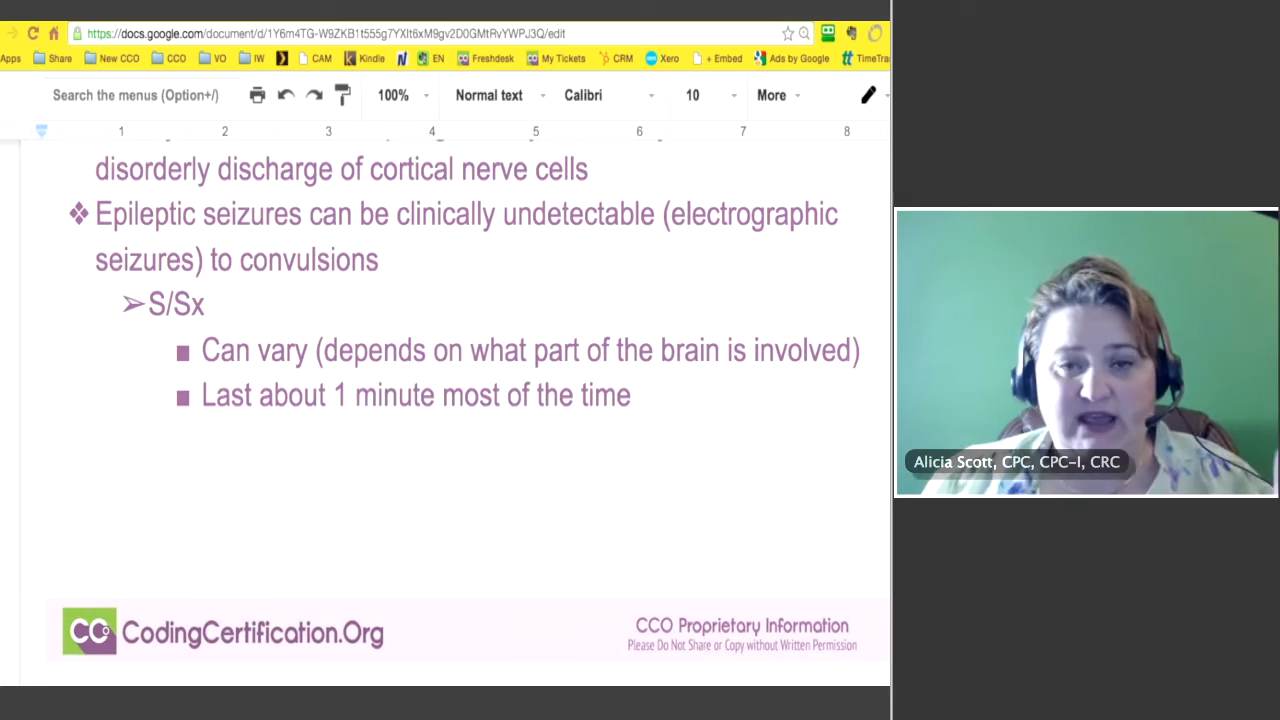 https://docs.google.com/document/d/1Y6m4TG-W9ZKB1t555g7YXIt6xM9gv2D0GMtRvYWPJ3Q/edit
Apps Share New CCO CCO VO IW CAM Kindle EN Freshdesk My Tickets CRM Xero + Embed Ads by Google TimeTra
Search the menus (Option+/) 100% Normal text Calibri 10 More
1 2 3 4 5 6 7 8
disorderly discharge of cortical nerve cells
❖ Epileptic seizures can be clinically undetectable (electrographic
seizures) to convulsions
➢ S/Sx
■ Can vary (depends on what part of the brain is involved)
■ Last about 1 minute most of the time
Alicia Scott, CPC, CPC-I, CRC
CCO CodingCertification.Org
CCO Proprietary Information
Please Do Not Share or Copy without Written Permission